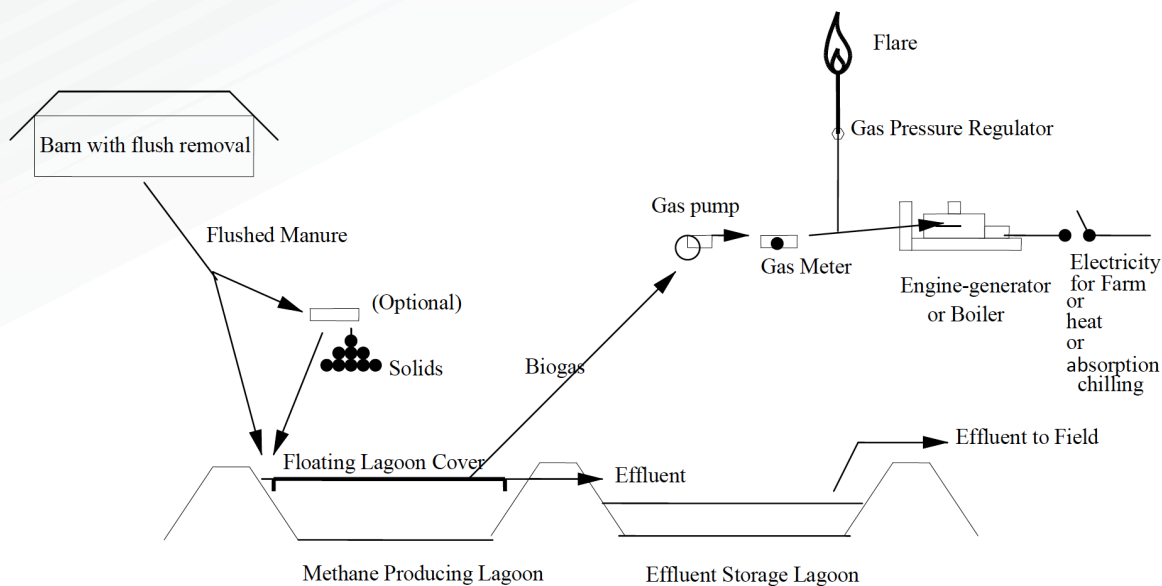 Flare
Gas Pressure Regulator
Barn with flush removal
Gas pump
Flushed Manure
Gas Meter
Electricity
for Farm
or
heat
or
absorption
chilling
Engine-generator
or Boiler
(Optional)
Solids
Biogas
Effluent to Field
Floating Lagoon Cover
Effluent
Methane Producing Lagoon
Effluent Storage Lagoon